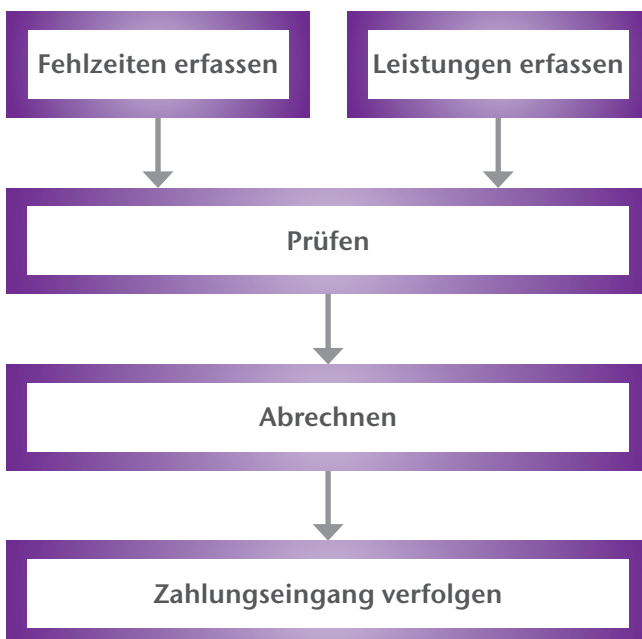 Fehlzeiten erfassen
Leistungen erfassen
Prüfen
Abrechnen
Zahlungseingang verfolgen